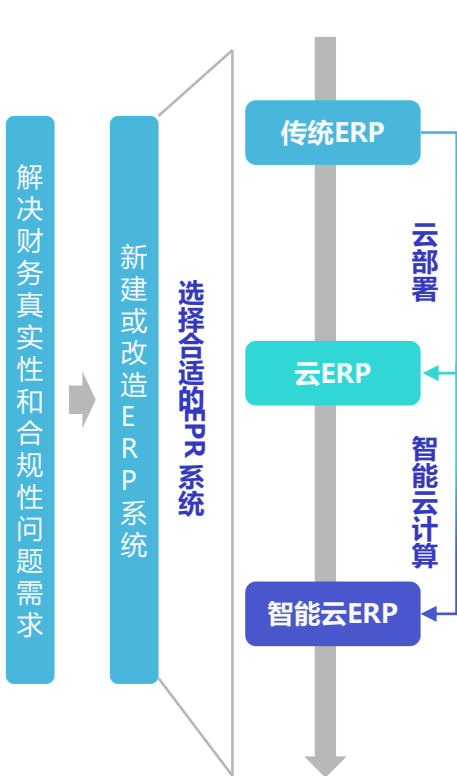 解决财务真实性和合规性问题需求
新建或改造ERP系统
选择合适的EPR系统
传统ERP
云部署
云ERP
智能云计算
智能云ERP